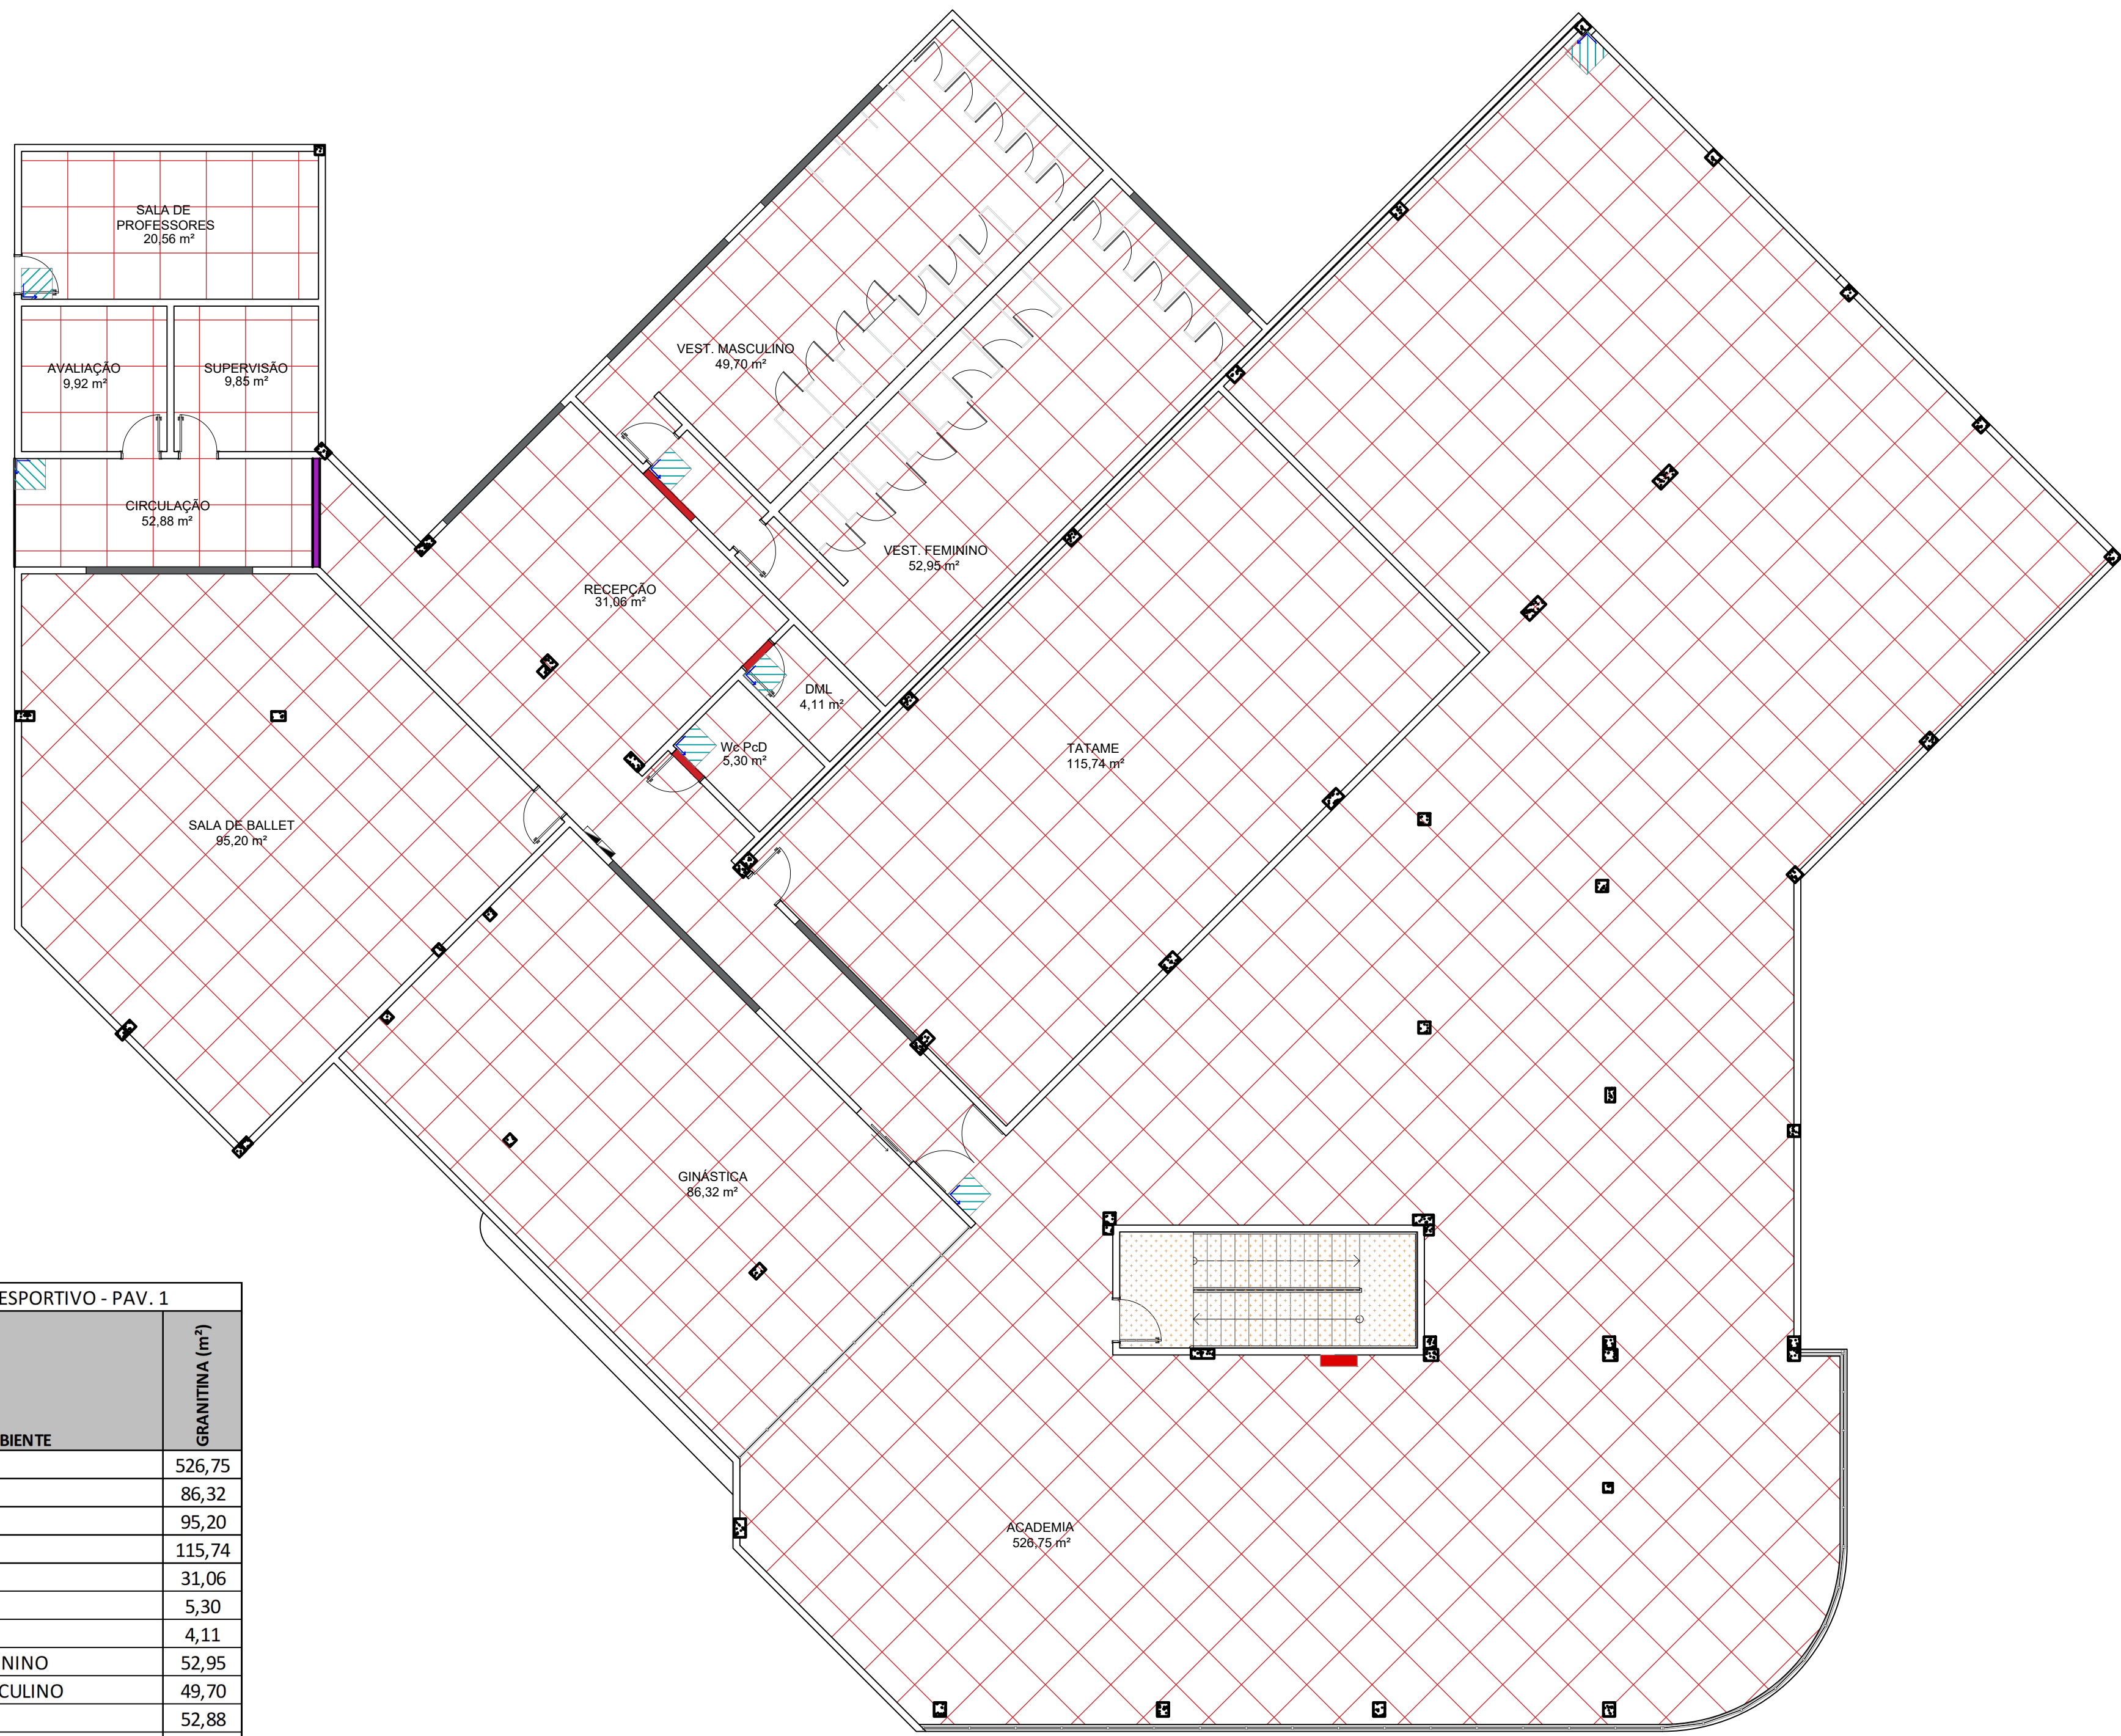 SALA DE
PROFESSORES
20,56 m²
AVALIAÇÃO
9,92 m²
SUPERVISÃO
9,85 m²
CIRCULAÇÃO
52,88 m²
VEST. MASCULINO
49,70 m²
VEST. FEMININO
52,95 m²
RECEPÇÃO
31,06 m²
DML
4,11 m²
Wc PcD
5,30 m²
TATAME
115,74 m²
SALA DE BALLET
95,20 m²
GINÁSTICA
86,32 m²
ACADEMIA
526,75 m²
ESPORTIVO - PAV. 1
BIENTE
GRANITINA (m²)
526,75
86,32
95,20
115,74
31,06
5,30
4,11
NINO 52,95
CULINO 49,70
52,88